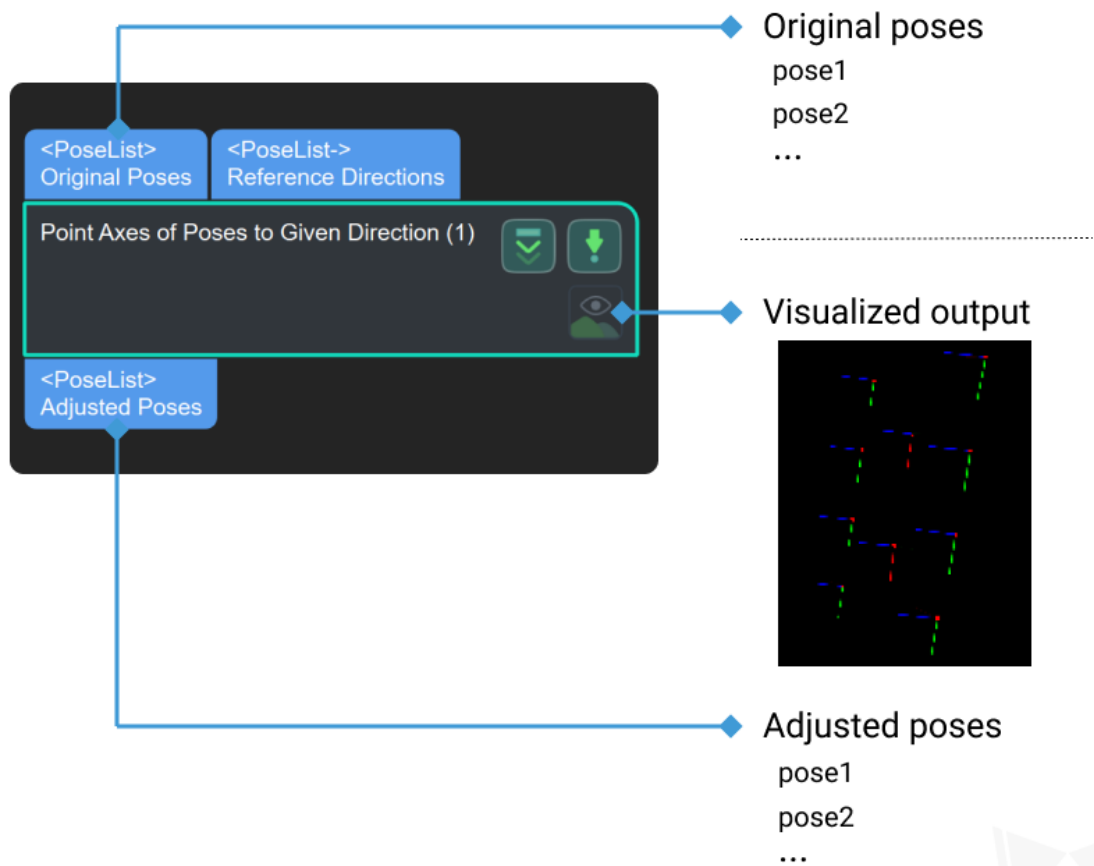 Original poses
pose1
pose2
...
<PoseList>
Original Poses
<PoseList->
Reference Directions
Point Axes of Poses to Given Direction (1)
Visualized output
<PoseList>
Adjusted Poses
Adjusted poses
pose1
pose2
...